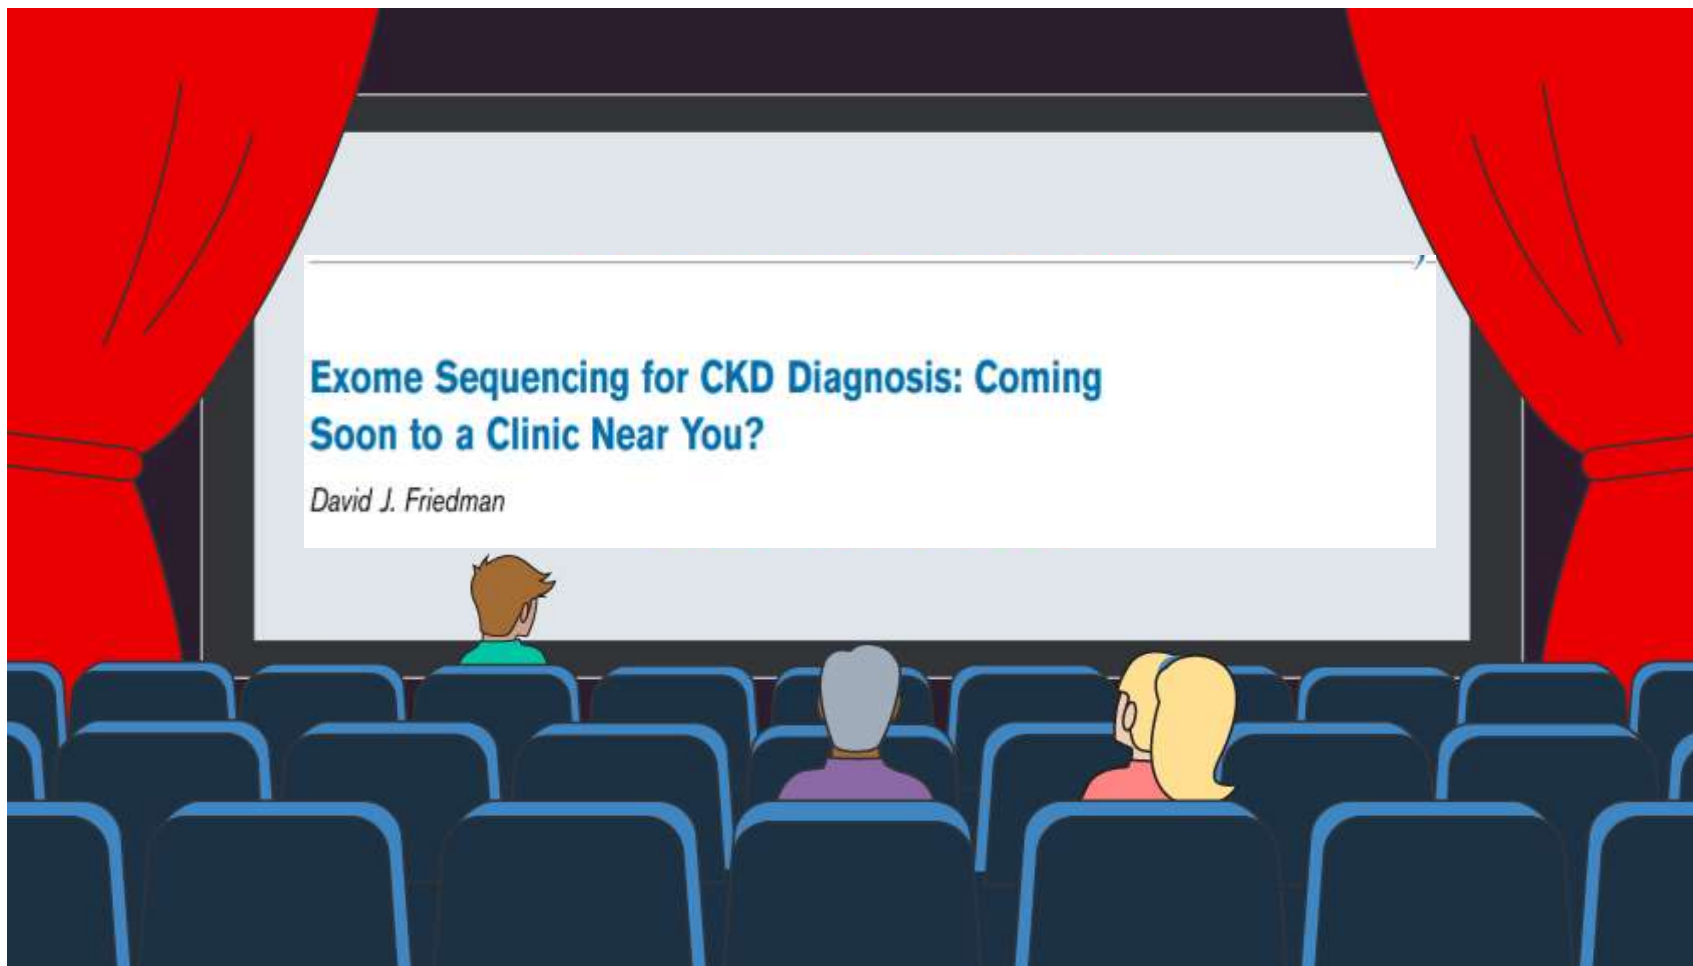 Exome Sequencing for CKD Diagnosis: Coming
Soon to a Clinic Near You?
David J. Friedman